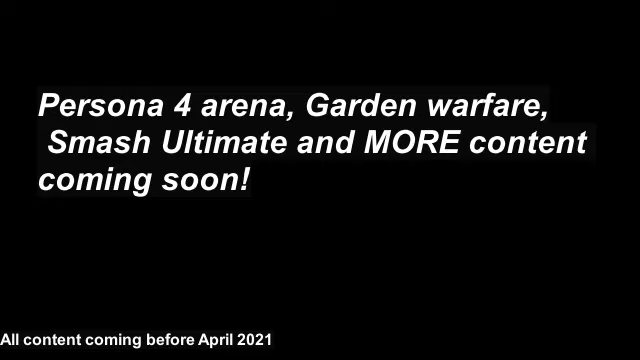 Persona 4 arena, Garden warfare,
Smash Ultimate and MORE content
coming soon!
All content coming before April 2021